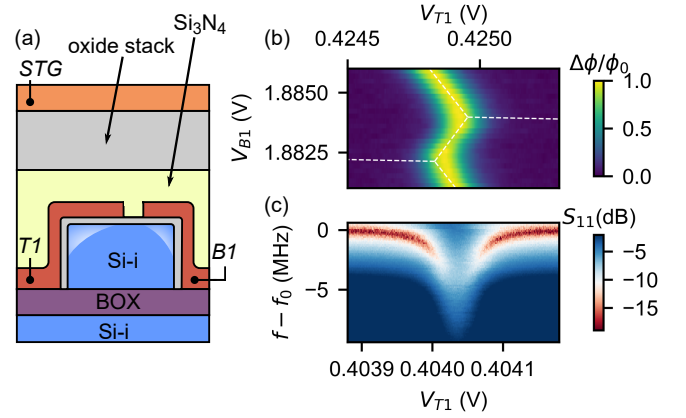 (a)
Si3N4
oxide stack
STG
T1
B1
Si-i
BOX
Si-i
(b)
VT1 (V)
0.4245 0.4250
VB1 (V)
1.8850
1.8825
Δϕ/ϕ0
1.0
0.5
0.0
(c)
f − f0 (MHz)
0
−5
S11(dB)
−5
−10
−15
0.4039 0.4040 0.4041
VT1 (V)